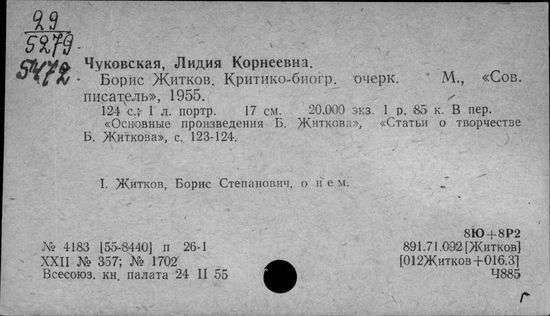 29
5279
5472
Чуковская, Лидия Корнеевна.
Борис Житков. Критико-биогр. очерк. М., «Сов.
писатель», 1955.
124 с.; 1 л. портр. 17 см. 20.000 экз. 1 р. 85 к. В пер.
«Основные произведения Б. Житкова», «Статьи о творчестве
Б. Житкова», с. 123-124.
I. Житков, Борис Степанович, о нем.
8Ю+8Р2
№ 4183 [55-8440] п 26-1 891.71.092 [Житков]
XXII № 357; № 1702 [012Житков+016.3]
Всесоюз. кн. палата 24 II 55 Ч885
г